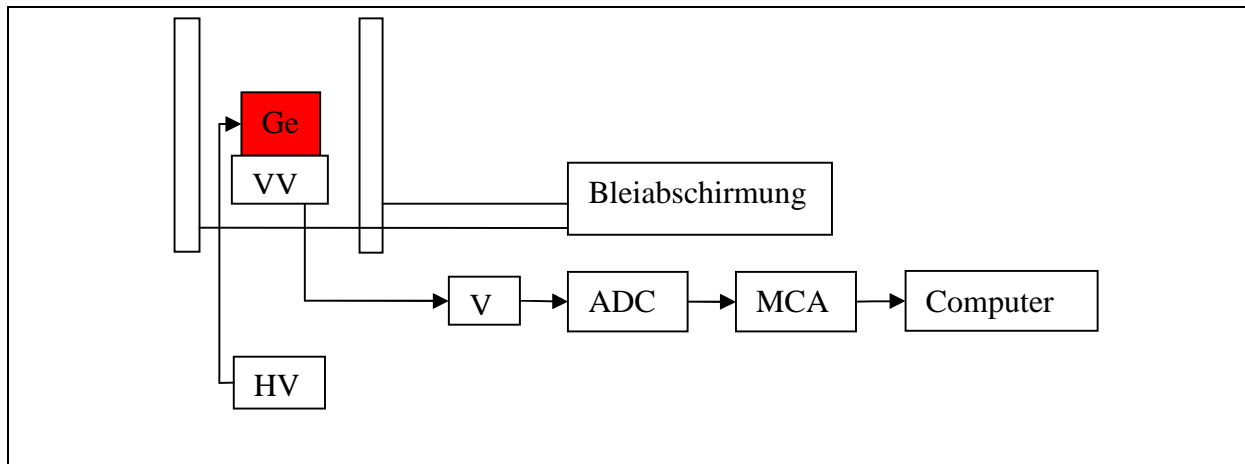 Ge
VV
Bleiabschirmung
V
ADC
MCA
Computer
HV